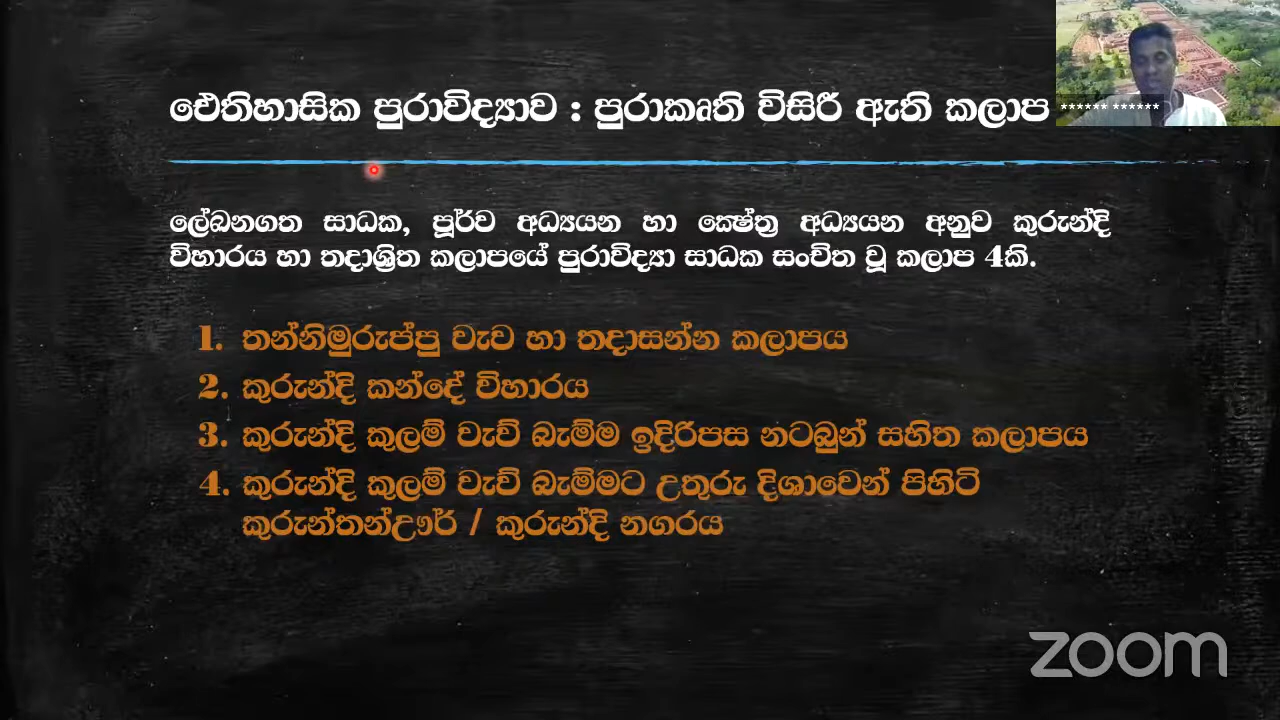 ඓතිහාසික පුරාවිද්‍යාව : පුරාකෘති විසිරී ඇති කලාප
****** ******
ලේඛනගත සාධක, පූර්ව අධ්‍යයන හා ක්‍ෂේත්‍ර අධ්‍යයන අනුව කුරුන්දි
විහාරය හා තදාශ්‍රිත කලාපයේ පුරාවිද්‍යා සාධක සංචිත වූ කලාප 4කි.
1. තන්නිමුරුප්පු වැව හා තදාසන්න කලාපය
2. කුරුන්දි කන්දේ විහාරය
3. කුරුන්දි කුලම් වැව් බැම්ම ඉදිරිපස නටබුන් සහිත කලාපය
4. කුරුන්දි කුලම් වැව් බැම්මට උතුරු දිශාවෙන් පිහිටි
කුරුන්තන්ඌර් / කුරුන්දි නගරය
zoom